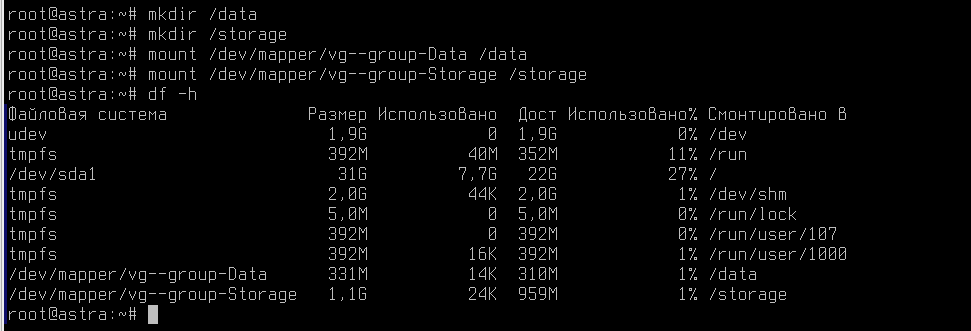 root@astra:~# mkdir /data
root@astra:~# mkdir /storage
root@astra:~# mount /dev/mapper/vg--group-Data /data
root@astra:~# mount /dev/mapper/vg--group-Storage /storage
root@astra:~# df -h
Файловая система Размер Использовано Дост Использовано% Смонтировано в
udev 1,9G 0 1,9G 0% /dev
tmpfs 392M 40M 352M 11% /run
/dev/sda1 31G 7,7G 22G 27% /
tmpfs 2,0G 44K 2,0G 1% /dev/shm
tmpfs 5,0M 0 5,0M 0% /run/lock
tmpfs 392M 0 392M 0% /run/user/107
tmpfs 392M 16K 392M 1% /run/user/1000
/dev/mapper/vg--group-Data 331M 14K 310M 1% /data
/dev/mapper/vg--group-Storage 1,1G 24K 959M 1% /storage
root@astra:~#